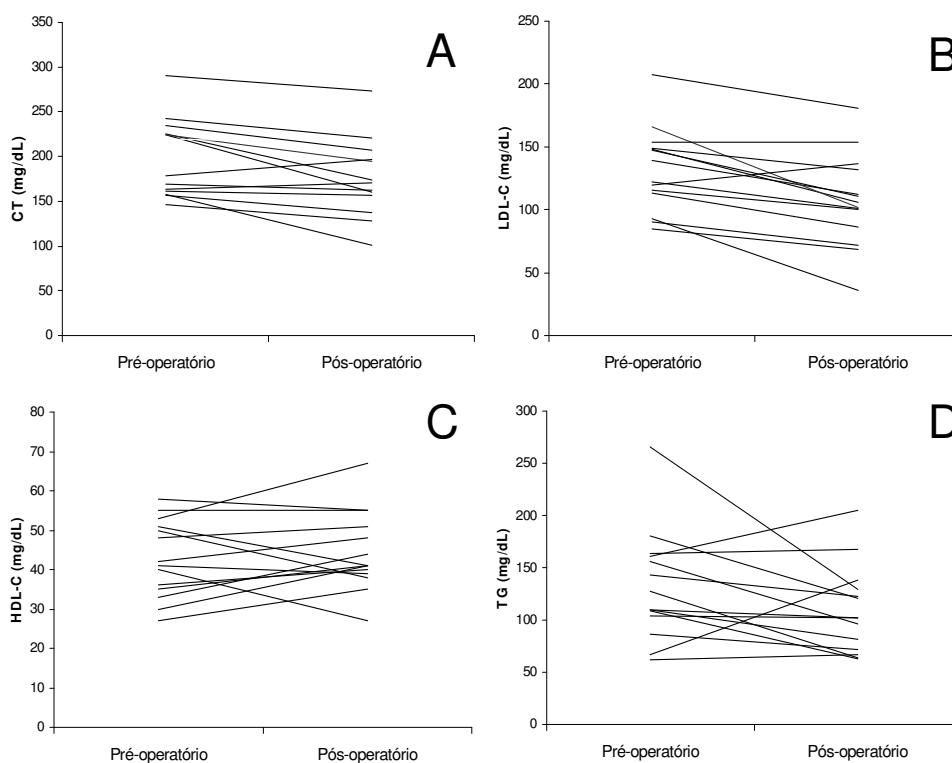 A
350
300
250
200
150
100
50
0
CT (mg/dL)
Pré-operatório Pós-operatório
B
250
200
150
100
50
0
LDL-C (mg/dL)
Pré-operatório Pós-operatório
C
80
70
60
50
40
30
20
10
0
HDL-C (mg/dL)
Pré-operatório Pós-operatório
D
300
250
200
150
100
50
0
TG (mg/dL)
Pré-operatório Pós-operatório